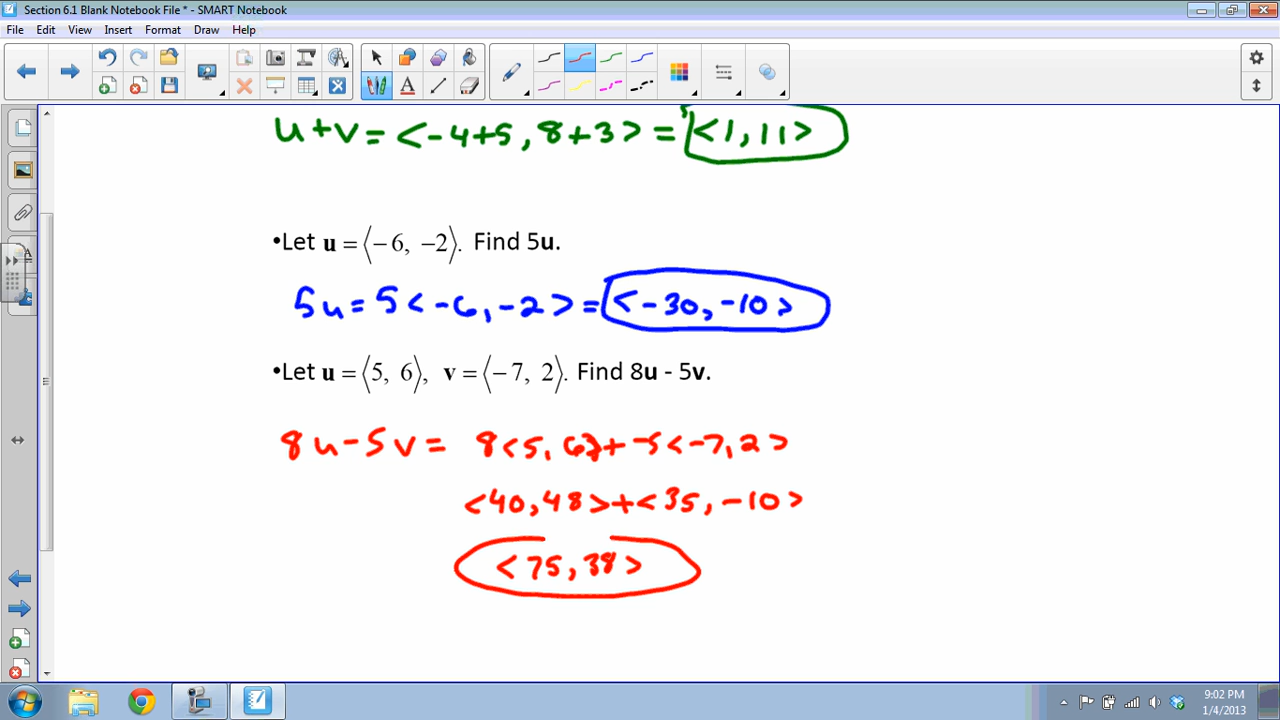 Section 6.1 Blank Notebook File * - SMART Notebook
File Edit View Insert Format Draw Help
u+v= <-4+5, 8+3> = <1, 11>
•Let u = ⟨−6, −2⟩. Find 5u.
5u= 5<-6, -2> = <-30, -10>
•Let u = ⟨5, 6⟩, v = ⟨−7, 2⟩. Find 8u - 5v.
8u-5v= 8<5, 6>+ -5<-7, 2>
<40, 48>+<35, -10>
<75, 38>
9:02 PM
1/4/2013